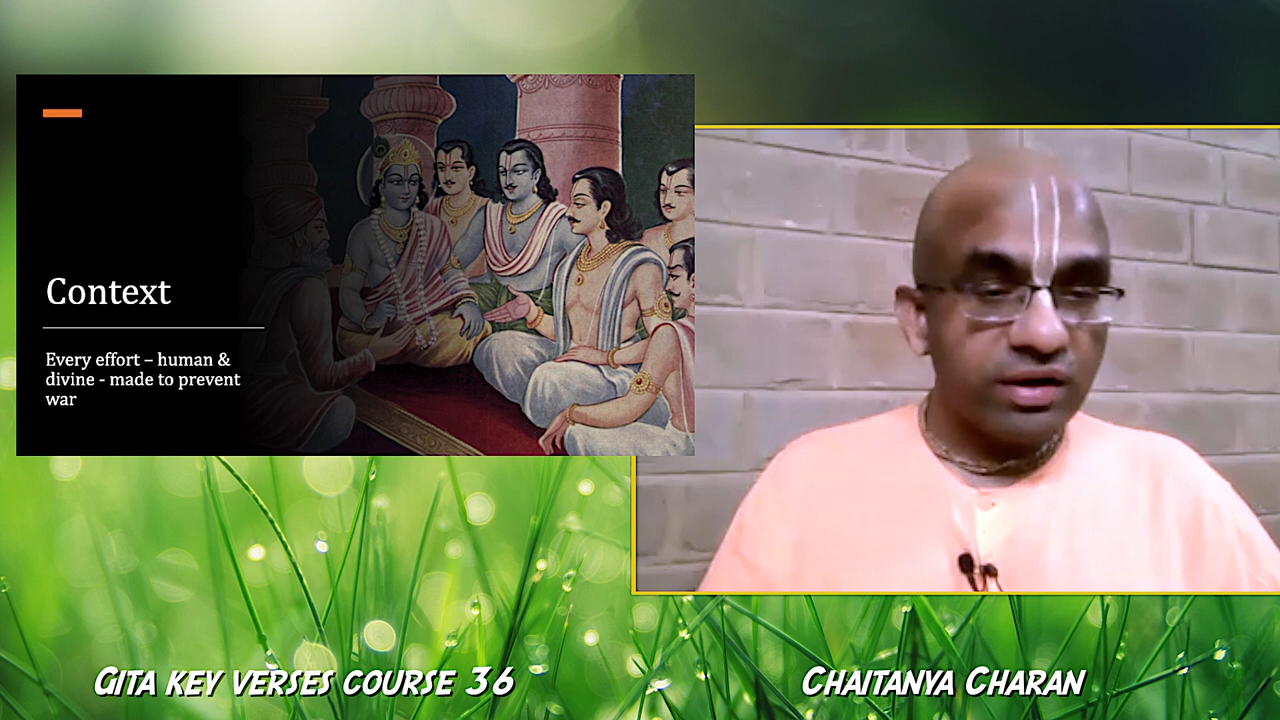 Context
Every effort – human &
divine - made to prevent
war
GITA KEY VERSES COURSE 36
CHAITANYA CHARAN